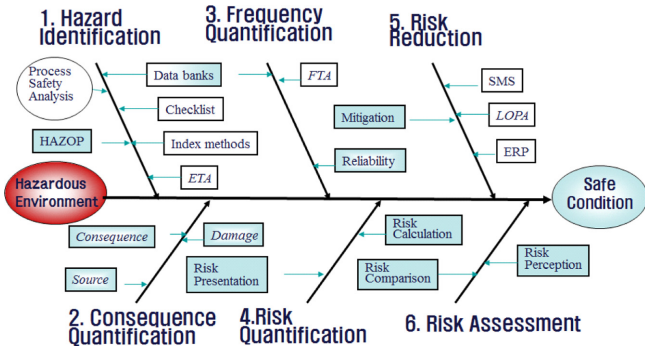 1. Hazard
Identification
3. Frequency
Quantification
5. Risk
Reduction
Process
Safety
Analysis
Data banks
Checklist
HAZOP
Index methods
ETA
FTA
Reliability
SMS
Mitigation
LOPA
ERP
Hazardous
Environment
Safe
Condition
Consequence
Damage
Source
Risk
Presentation
Risk
Calculation
Risk
Comparison
Risk
Perception
2. Consequence
Quantification
4.Risk
Quantification
6. Risk Assessment